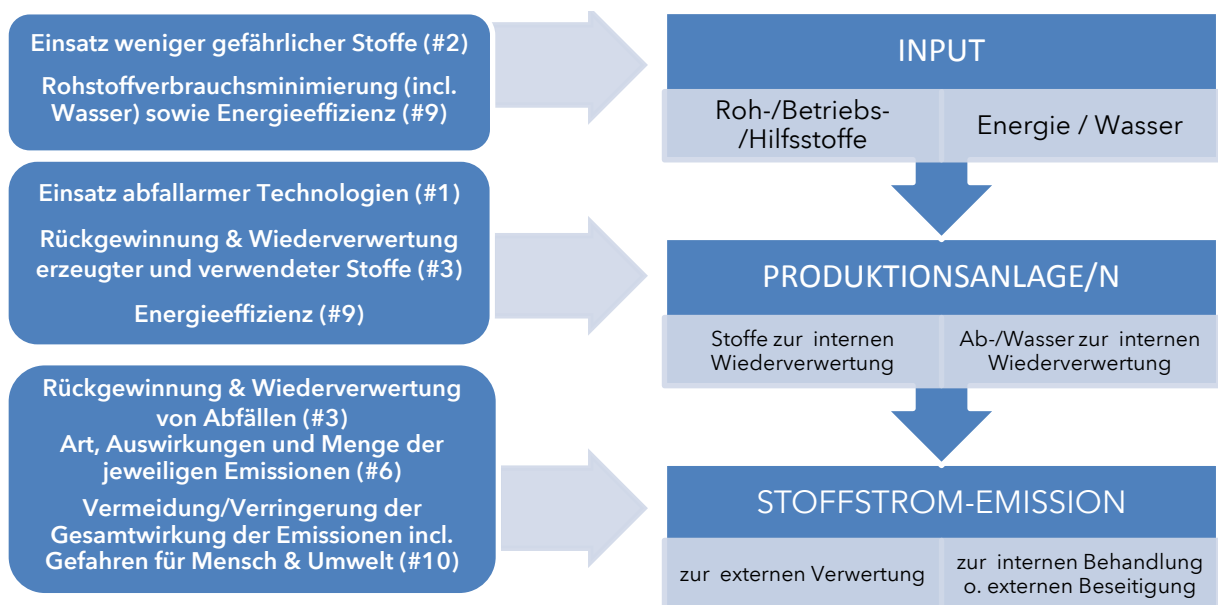 Einsatz weniger gefährlicher Stoffe (#2)
Rohstoffverbrauchsminimierung (incl.
Wasser) sowie Energieeffizienz (#9)
INPUT
Roh-/Betriebs-
/Hilfsstoffe
Energie / Wasser
Einsatz abfallarmer Technologien (#1)
Rückgewinnung & Wiederverwertung
erzeugter und verwendeter Stoffe (#3)
Energieeffizienz (#9)
PRODUKTIONSANLAGE/N
Stoffe zur internen
Wiederverwertung
Ab-/Wasser zur internen
Wiederverwertung
Rückgewinnung & Wiederverwertung
von Abfällen (#3)
Art, Auswirkungen und Menge der
jeweiligen Emissionen (#6)
Vermeidung/Verringerung der
Gesamtwirkung der Emissionen incl.
Gefahren für Mensch & Umwelt (#10)
STOFFSTROM-EMISSION
zur externen Verwertung
zur internen Behandlung
o. externen Beseitigung